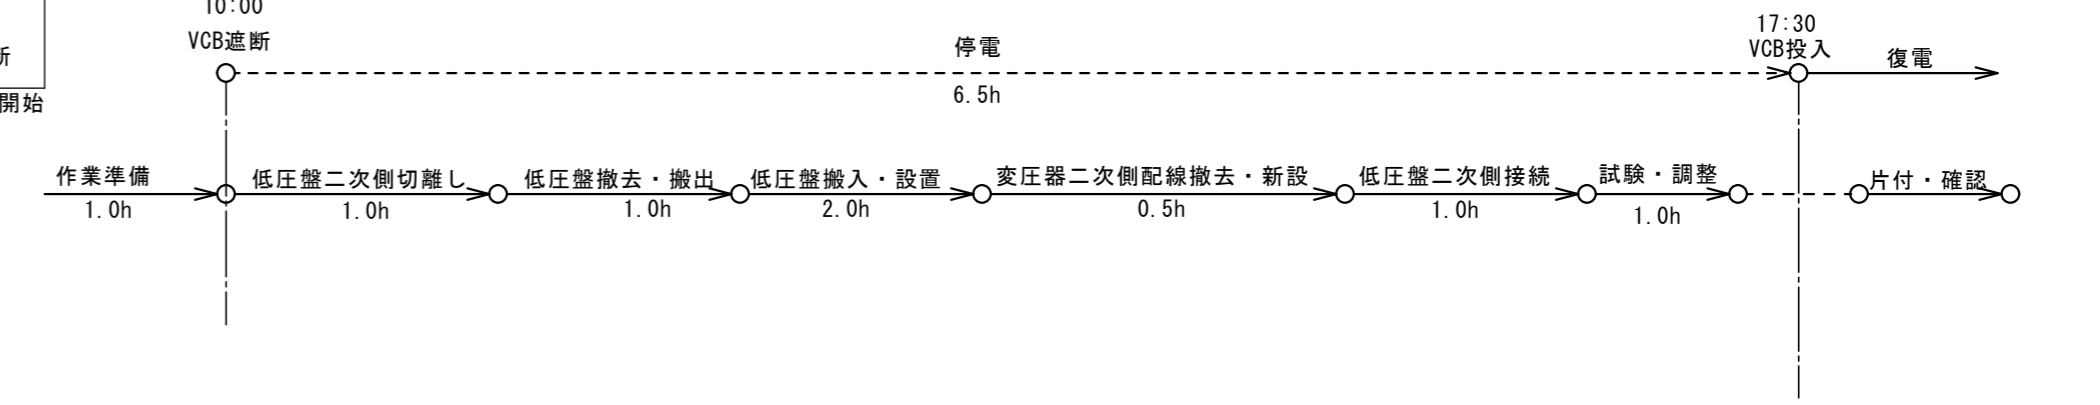 10:00
VCB遮断
停電
6.5h
17:30
VCB投入
復電
断
開始
作業準備
1.0h
低圧盤二次側切離し
1.0h
低圧盤撤去・搬出
1.0h
低圧盤搬入・設置
2.0h
変圧器二次側配線撤去・新設
0.5h
低圧盤二次側接続
1.0h
試験・調整
1.0h
片付・確認